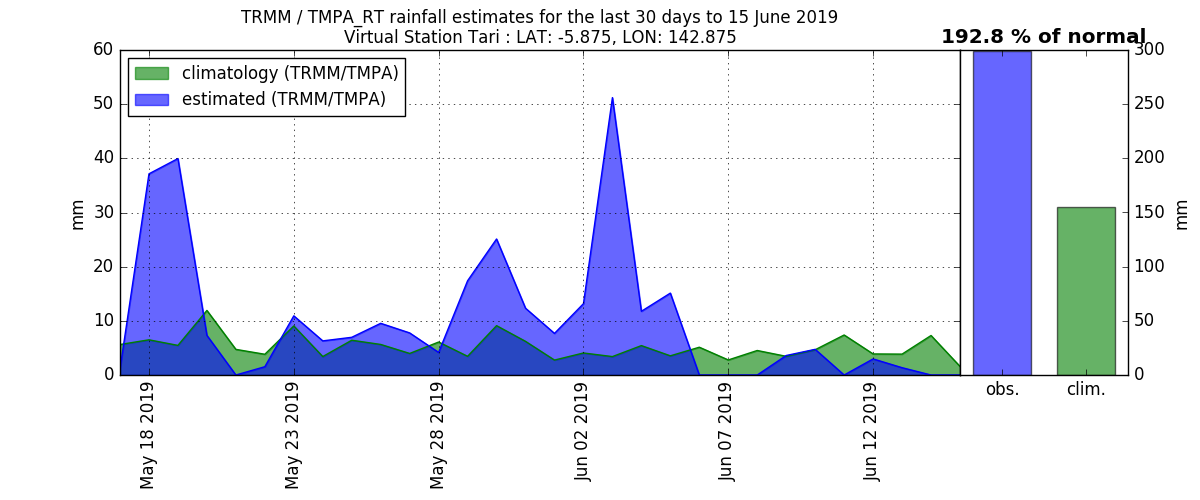 TRMM / TMPA_RT rainfall estimates for the last 30 days to 15 June 2019
Virtual Station Tari : LAT: -5.875, LON: 142.875
192.8 % of normal
climatology (TRMM/TMPA)
estimated (TRMM/TMPA)
mm
60
50
40
30
20
10
0
May 18 2019
May 23 2019
May 28 2019
Jun 02 2019
Jun 07 2019
Jun 12 2019
300
250
200
150
100
50
0
mm
obs.
clim.